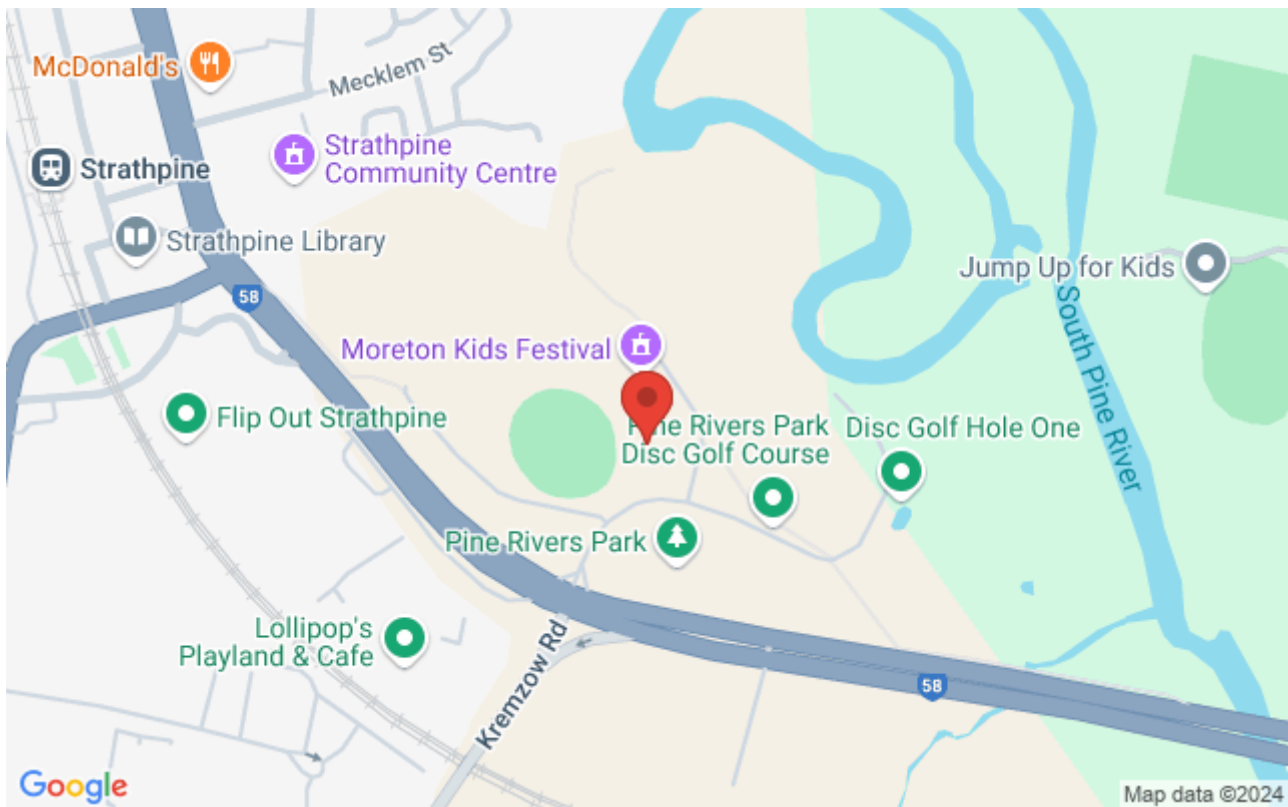 McDonald's
Mecklem St
Strathpine
Community Centre
Strathpine
Strathpine Library
Jump Up for Kids
58
South Pine River
Moreton Kids Festival
Flip Out Strathpine
Pine Rivers Park
Disc Golf Course
Disc Golf Hole One
Pine Rivers Park
Lollipop's
Playland & Cafe
Kremzow Rd
58
Google
Map data ©2024